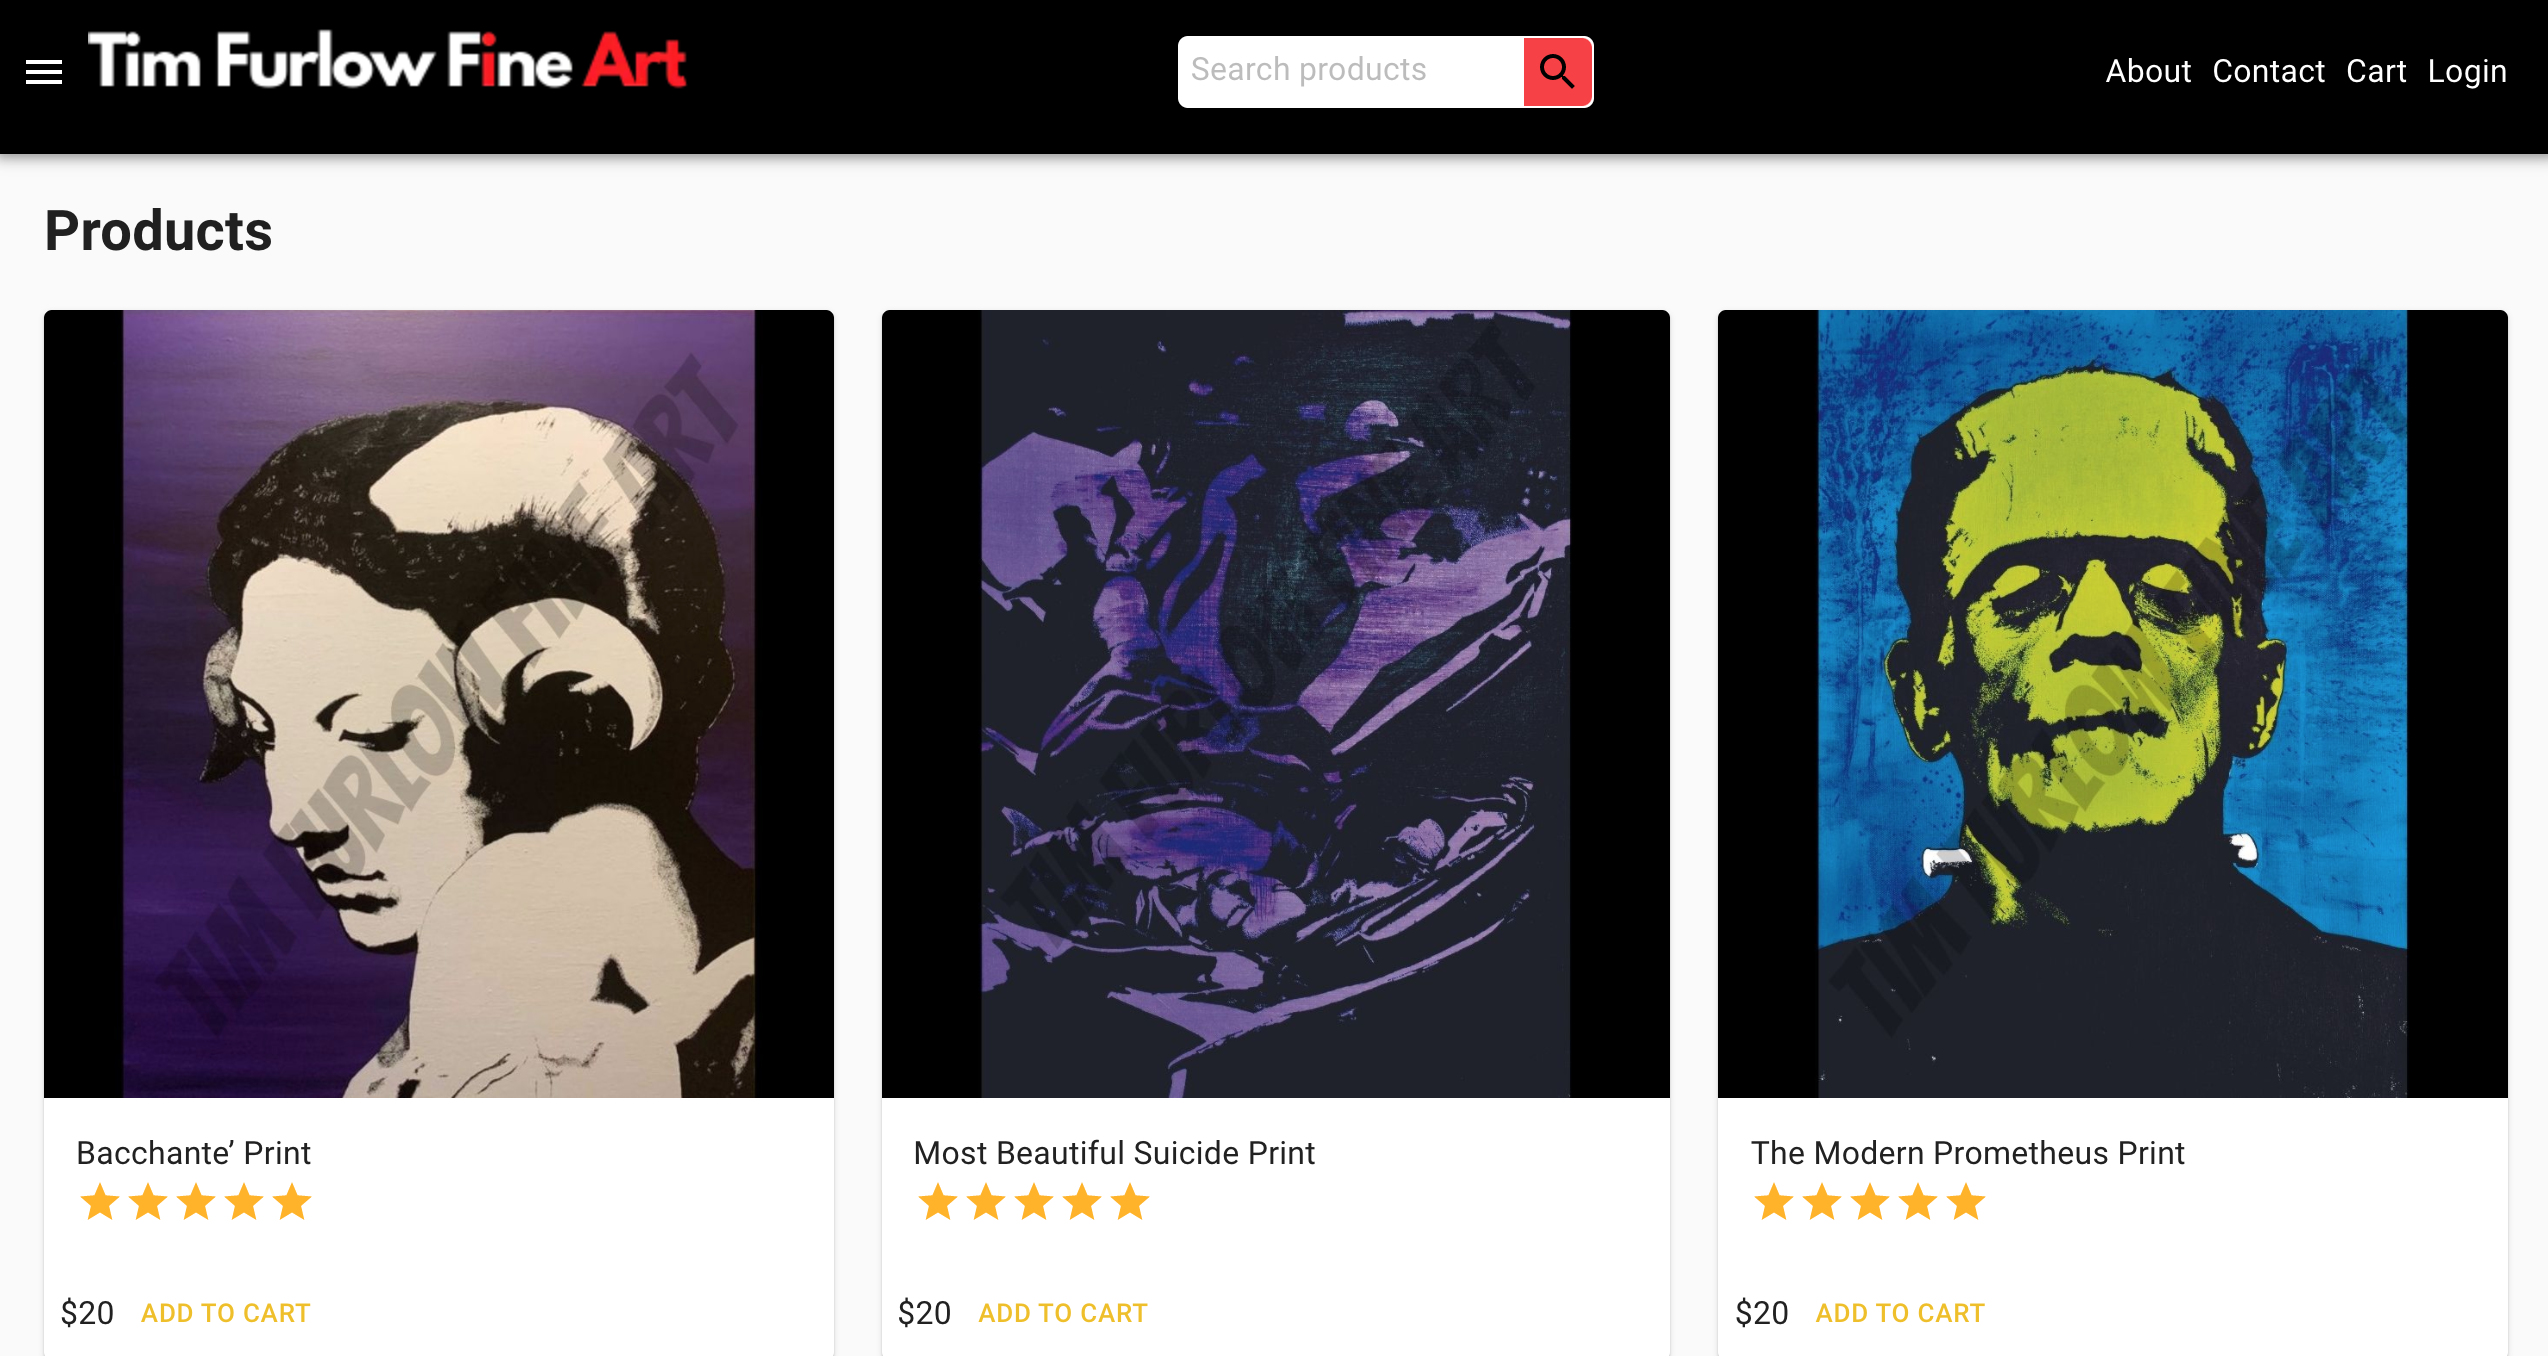 Tim Furlow Fine Art
Search products
About Contact Cart Login
Products
TIM FURLOW FINE ART
TIM FURLOW FINE ART
TIM FURLOW FINE ART
Bacchante’ Print
Most Beautiful Suicide Print
The Modern Prometheus Print
$20 ADD TO CART
$20 ADD TO CART
$20 ADD TO CART